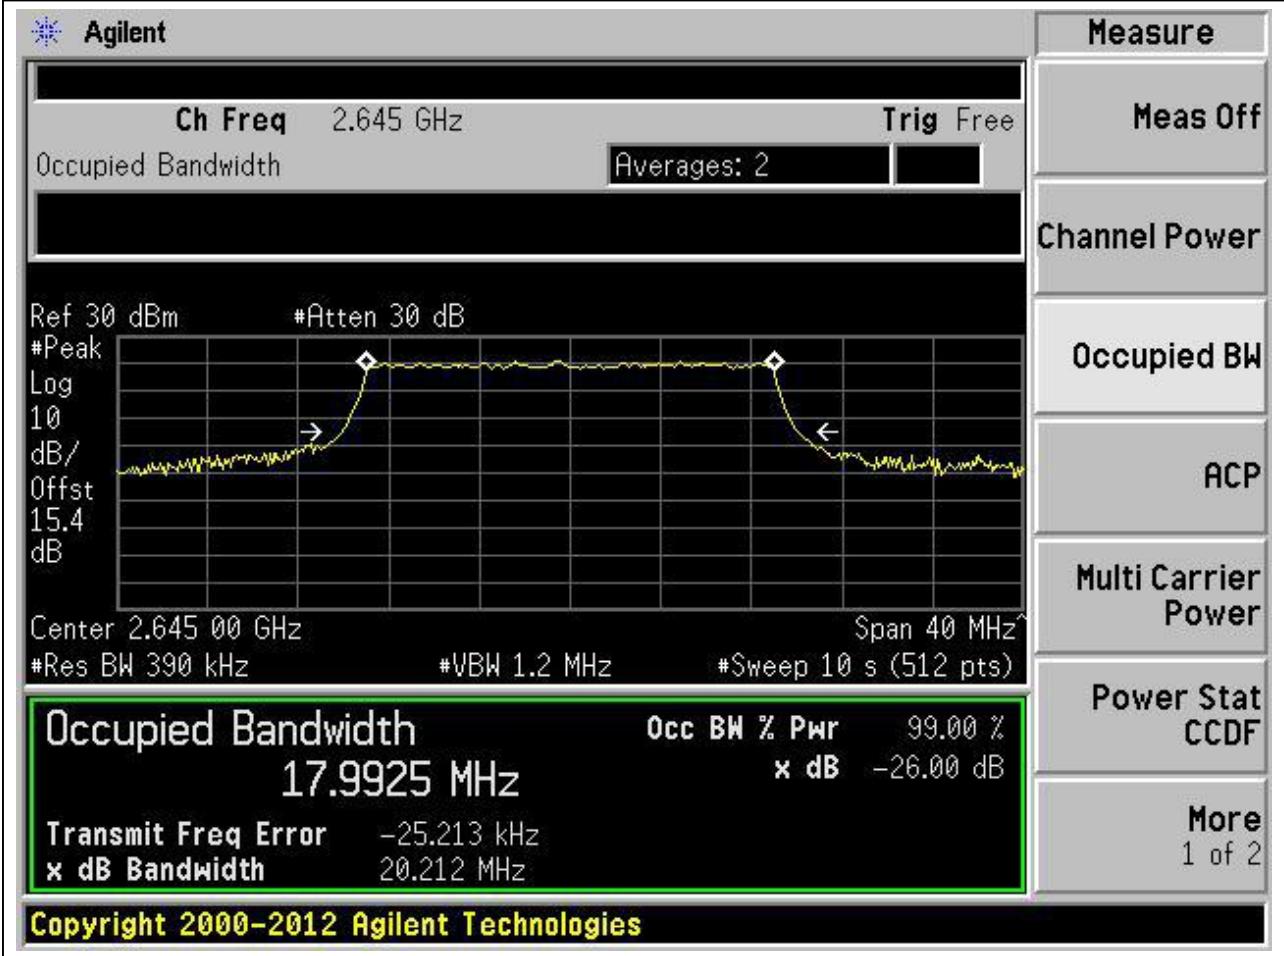 Agilent
Measure
Ch Freq 2.645 GHz Trig Free
Meas Off
Occupied Bandwidth Averages: 2
Channel Power
Ref 30 dBm #Atten 30 dB
#Peak
Log
10
dB/
Offst
15.4
dB
Occupied BW
ACP
Center 2.645 00 GHz Span 40 MHz^
#Res BW 390 kHz #VBW 1.2 MHz #Sweep 10 s (512 pts)
Multi Carrier
Power
Occupied Bandwidth Occ BW % Pwr 99.00 %
17.9925 MHz x dB -26.00 dB
Transmit Freq Error -25.213 kHz
x dB Bandwidth 20.212 MHz
Power Stat
CCDF
More
1 of 2
Copyright 2000-2012 Agilent Technologies